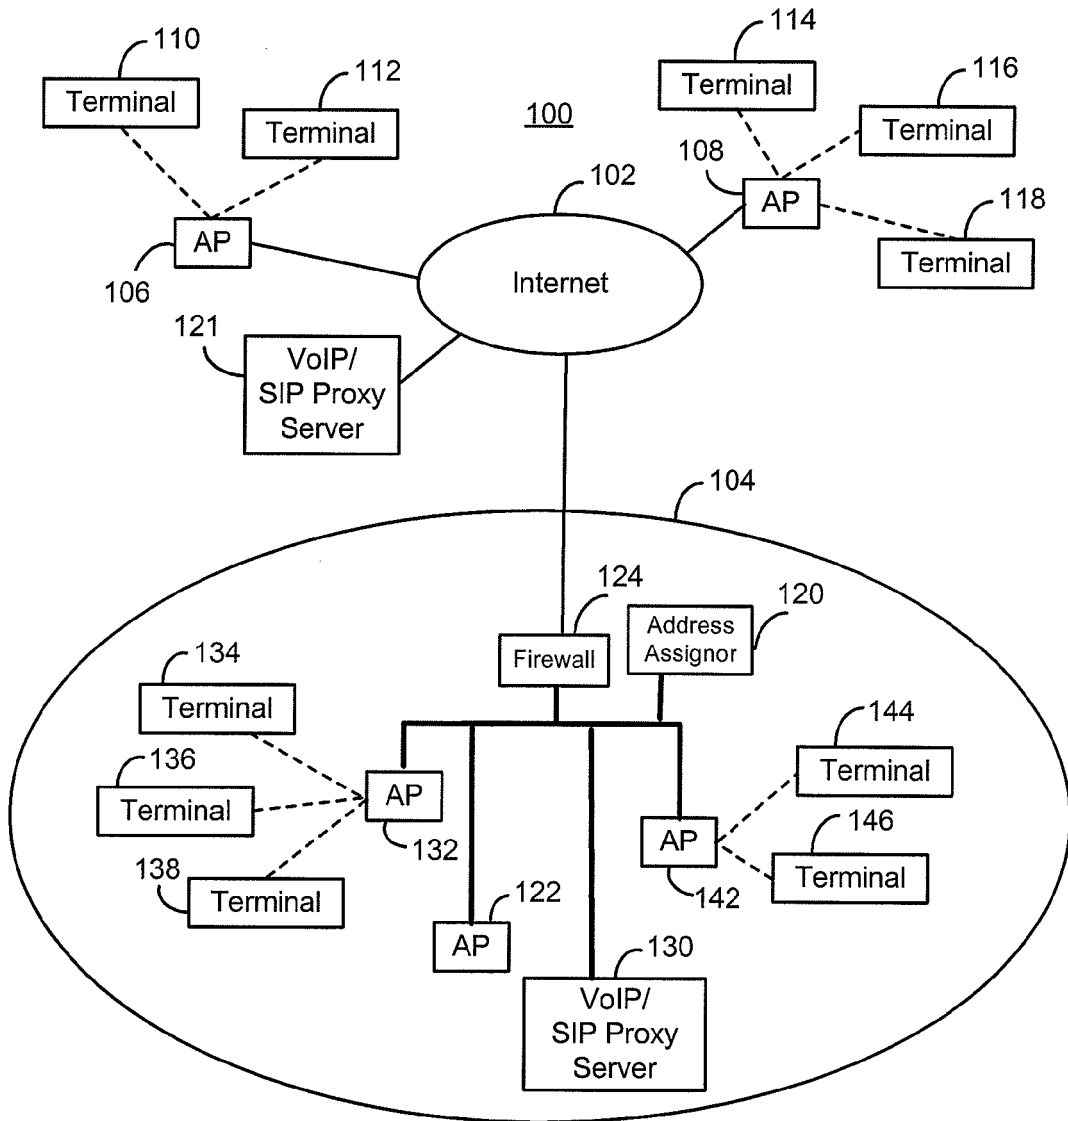 110
Terminal
112
Terminal
100
114
Terminal
116
Terminal
108
AP
118
Terminal
102
Internet
AP
106
121
VoIP/
SIP Proxy
Server
104
124
Firewall
120
Address
Assignor
134
Terminal
136
Terminal
138
Terminal
AP
132
122
AP
130
VoIP/
SIP Proxy
Server
144
Terminal
AP
142
146
Terminal